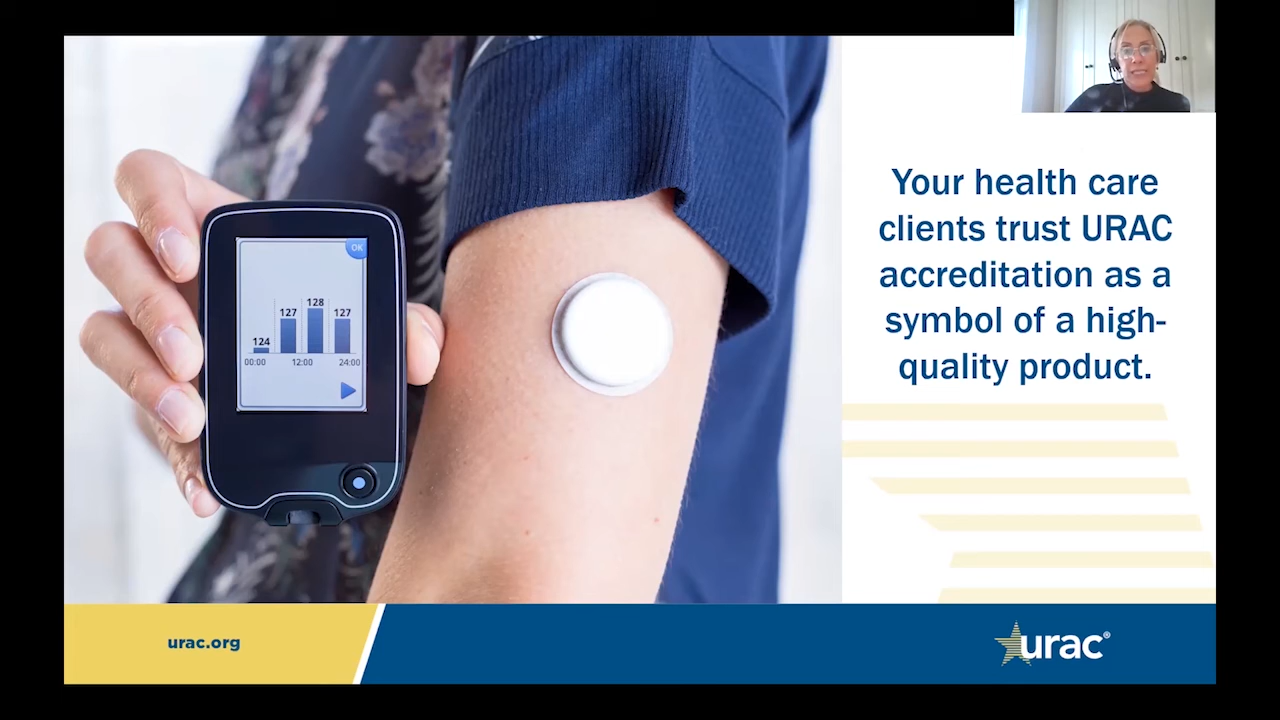 Your health care
clients trust URAC
accreditation as a
symbol of a high-
quality product.
OK
124 127 128 127
00:00 12:00 24:00
urac.org
urac®